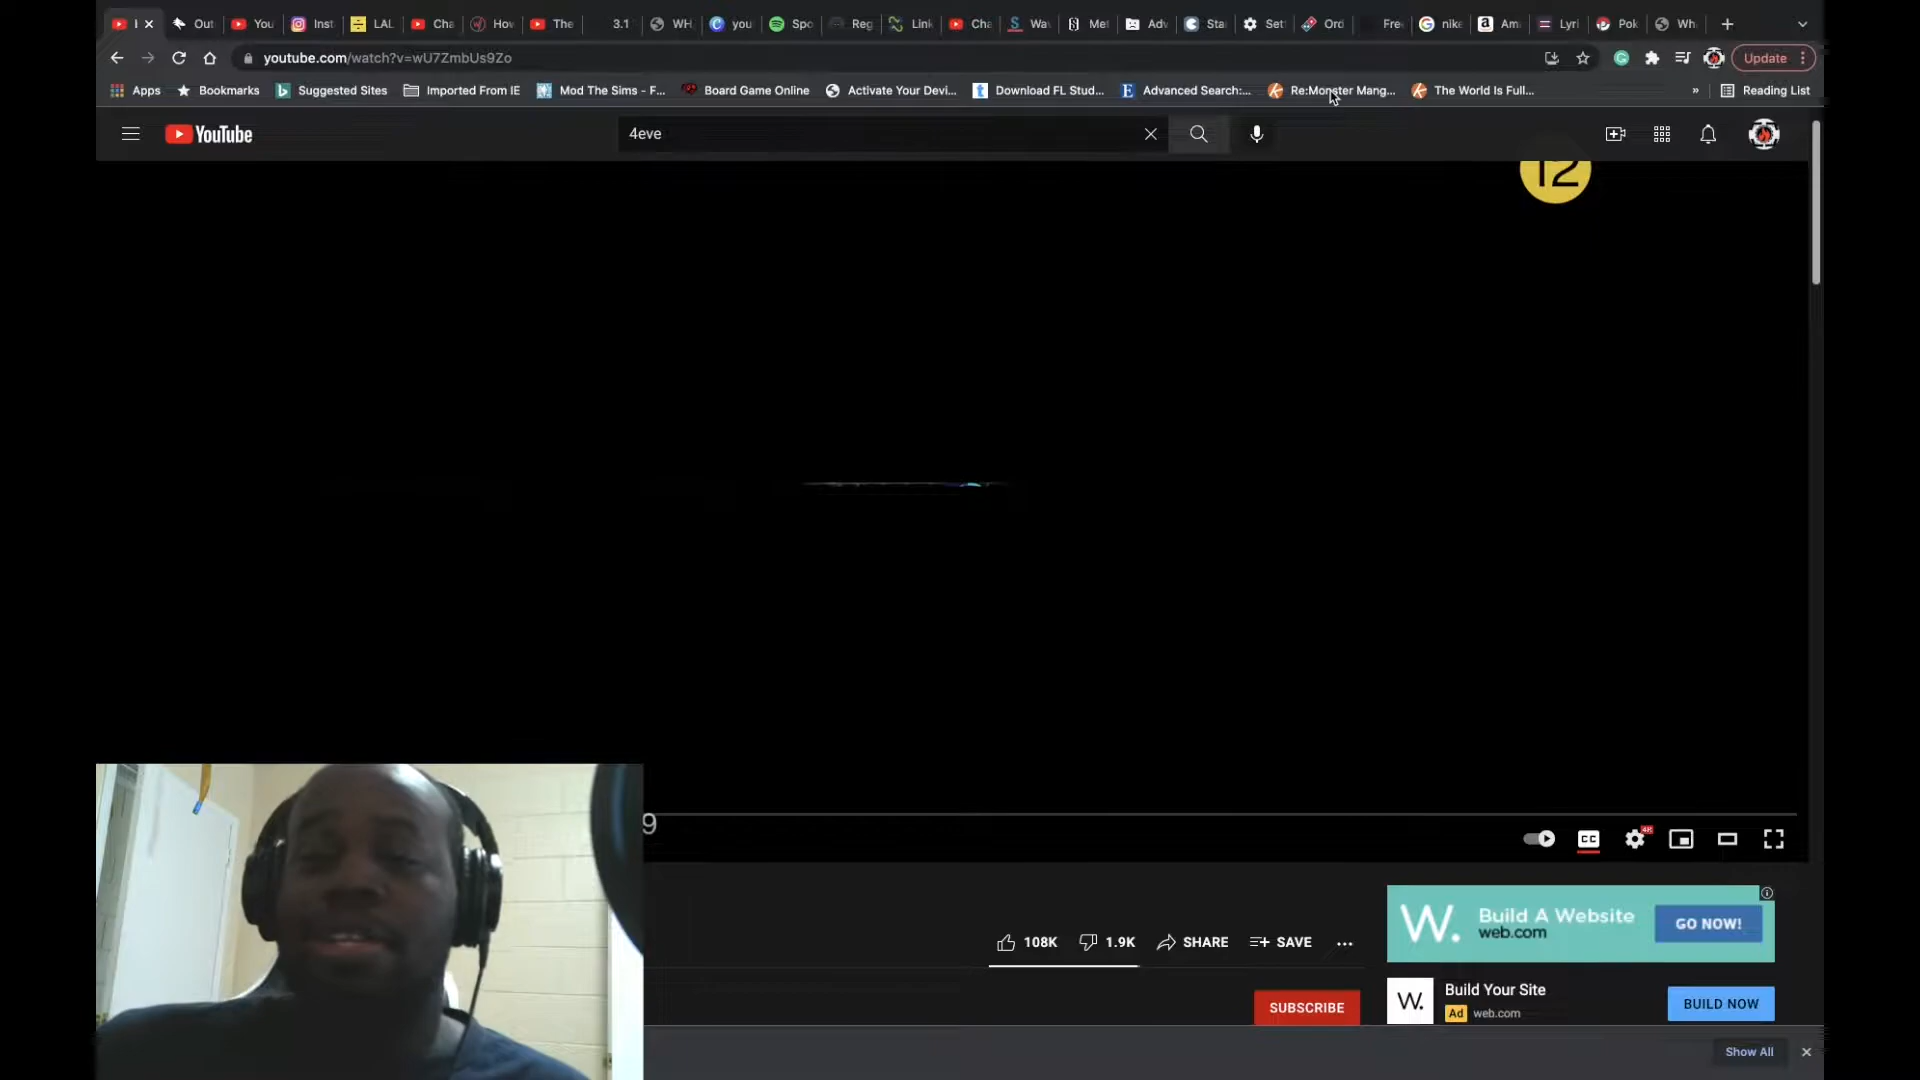 I Out You Inst LAL Cha How The 3.1 WH you Spo Reg Link Cha Wa Met Adv Sta Set Ord Free nike Am Lyri Pok Wh
youtube.com/watch?v=wU7ZmbUs9Zo Update
Apps Bookmarks Suggested Sites Imported From IE Mod The Sims - F... Board Game Online Activate Your Devi... Download FL Stud... Advanced Search:... Re:Monster Mang... The World Is Full... » Reading List
YouTube 4eve
12
9 CC 4K
W. Build A Website GO NOW!
web.com
108K 1.9K SHARE SAVE ...
W. Build Your Site BUILD NOW
Ad web.com
SUBSCRIBE
Show All